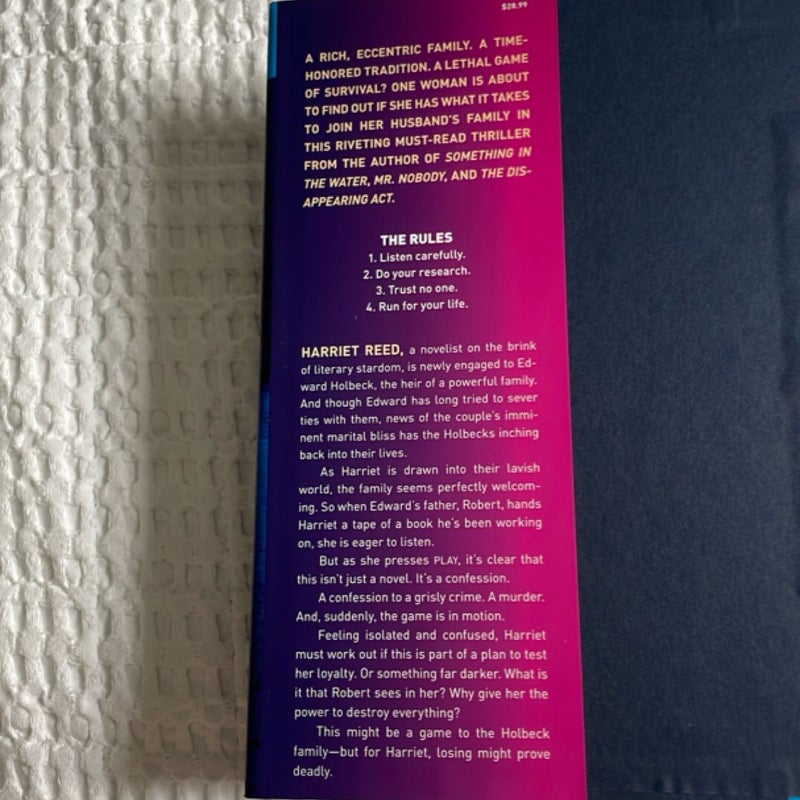 $28.99
A RICH, ECCENTRIC FAMILY. A TIME-
HONORED TRADITION. A LETHAL GAME
OF SURVIVAL? ONE WOMAN IS ABOUT
TO FIND OUT IF SHE HAS WHAT IT TAKES
TO JOIN HER HUSBAND'S FAMILY IN
THIS RIVETING MUST-READ THRILLER
FROM THE AUTHOR OF SOMETHING IN
THE WATER, MR. NOBODY, AND THE DIS-
APPEARING ACT.
THE RULES
1. Listen carefully.
2. Do your research.
3. Trust no one.
4. Run for your life.
HARRIET REED, a novelist on the brink
of literary stardom, is newly engaged to Ed-
ward Holbeck, the heir of a powerful family.
And though Edward has long tried to sever
ties with them, news of the couple's immi-
nent marital bliss has the Holbecks inching
back into their lives.
As Harriet is drawn into their lavish
world, the family seems perfectly welcom-
ing. So when Edward's father, Robert, hands
Harriet a tape of a book he's been working
on, she is eager to listen.
But as she presses PLAY, it's clear that
this isn't just a novel. It's a confession.
A confession to a grisly crime. A murder.
And, suddenly, the game is in motion.
Feeling isolated and confused, Harriet
must work out if this is part of a plan to test
her loyalty. Or something far darker. What is
it that Robert sees in her? Why give her the
power to destroy everything?
This might be a game to the Holbeck
family—but for Harriet, losing might prove
deadly.